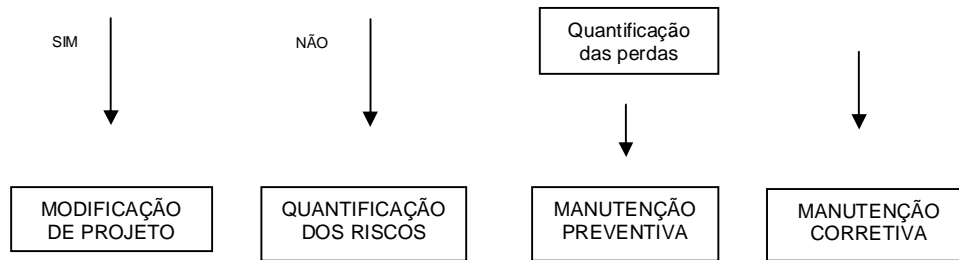 SIM
NÃO
Quantificação
das perdas
MODIFICAÇÃO
DE PROJETO
QUANTIFICAÇÃO
DOS RISCOS
MANUTENÇÃO
PREVENTIVA
MANUTENÇÃO
CORRETIVA